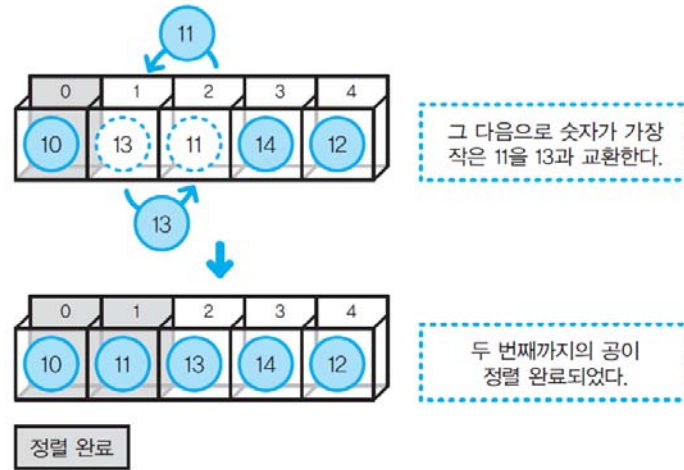 11
0 1 2 3 4
10 13 11 14 12
그 다음으로 숫자가 가장
작은 11을 13과 교환한다.
13
0 1 2 3 4
10 11 13 14 12
두 번째까지의 공이
정렬 완료되었다.
정렬 완료